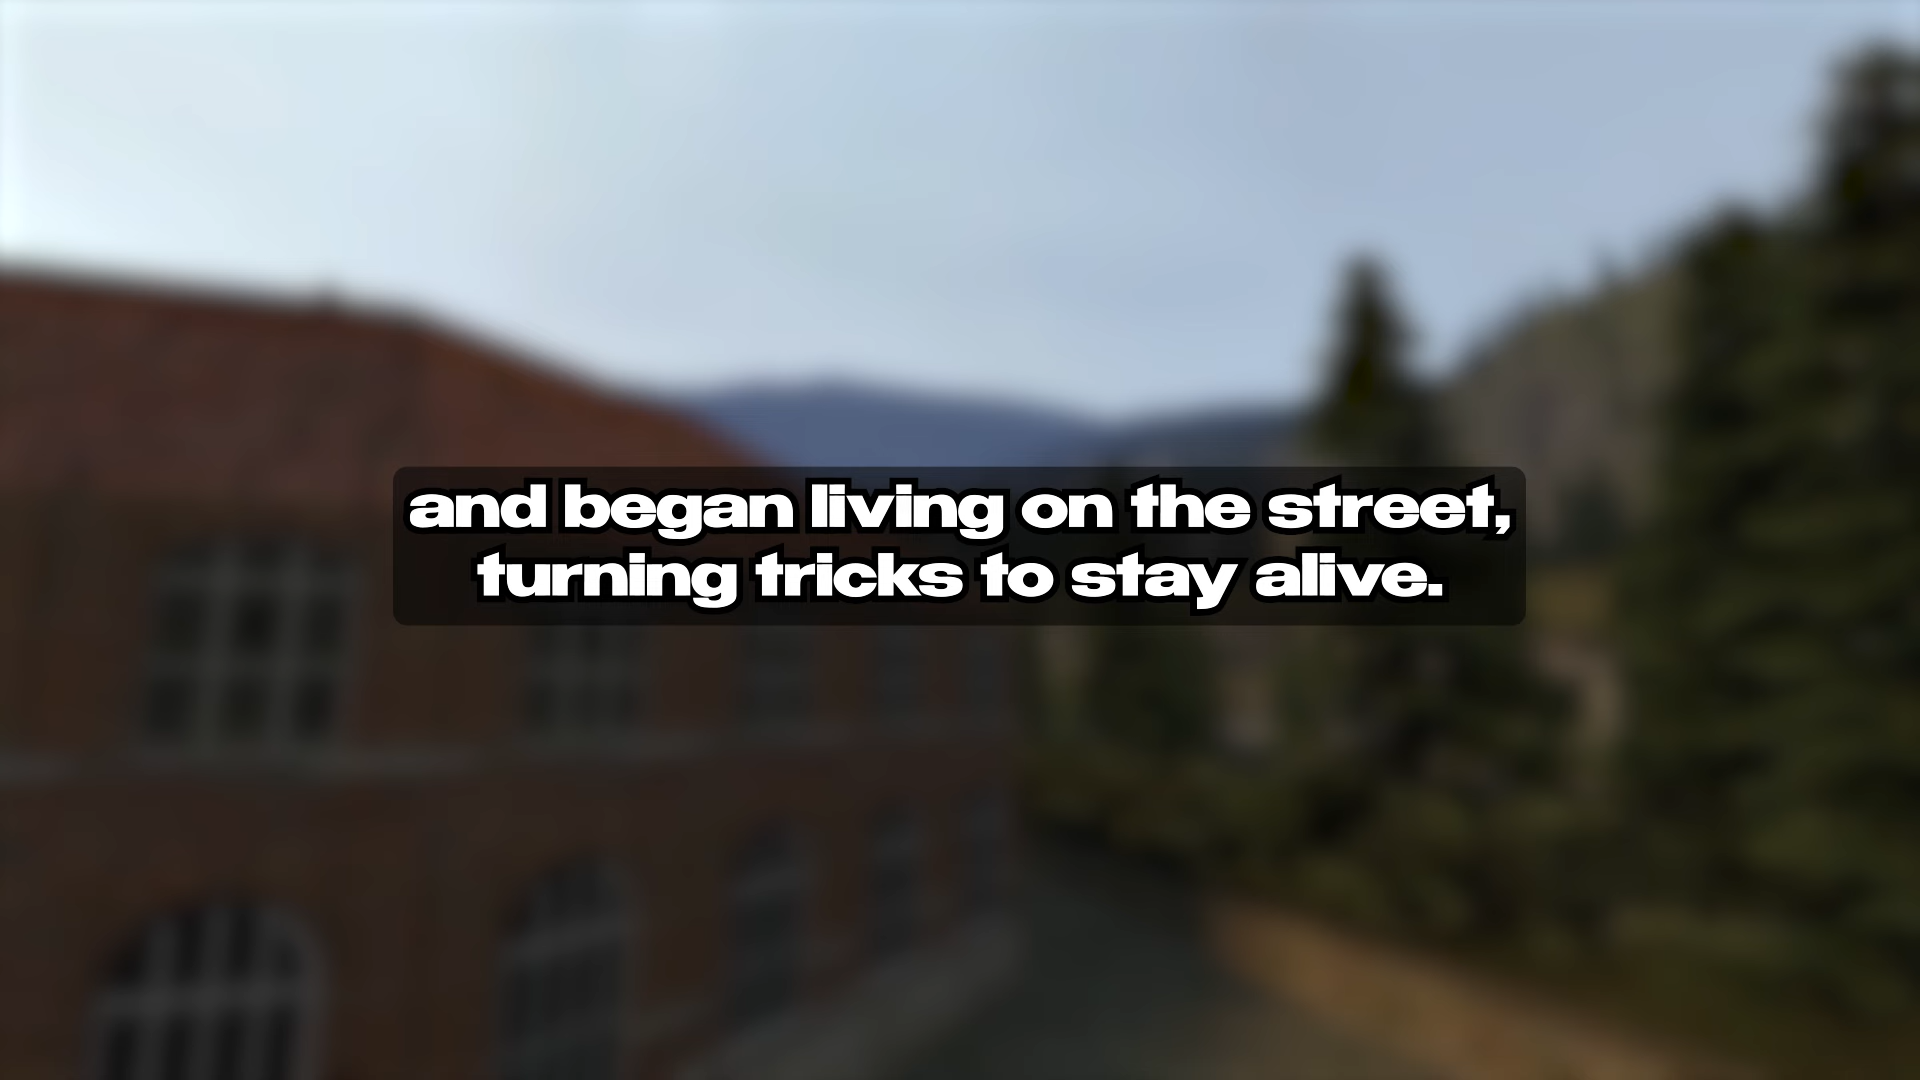 and began living on the street,
turning tricks to stay alive.